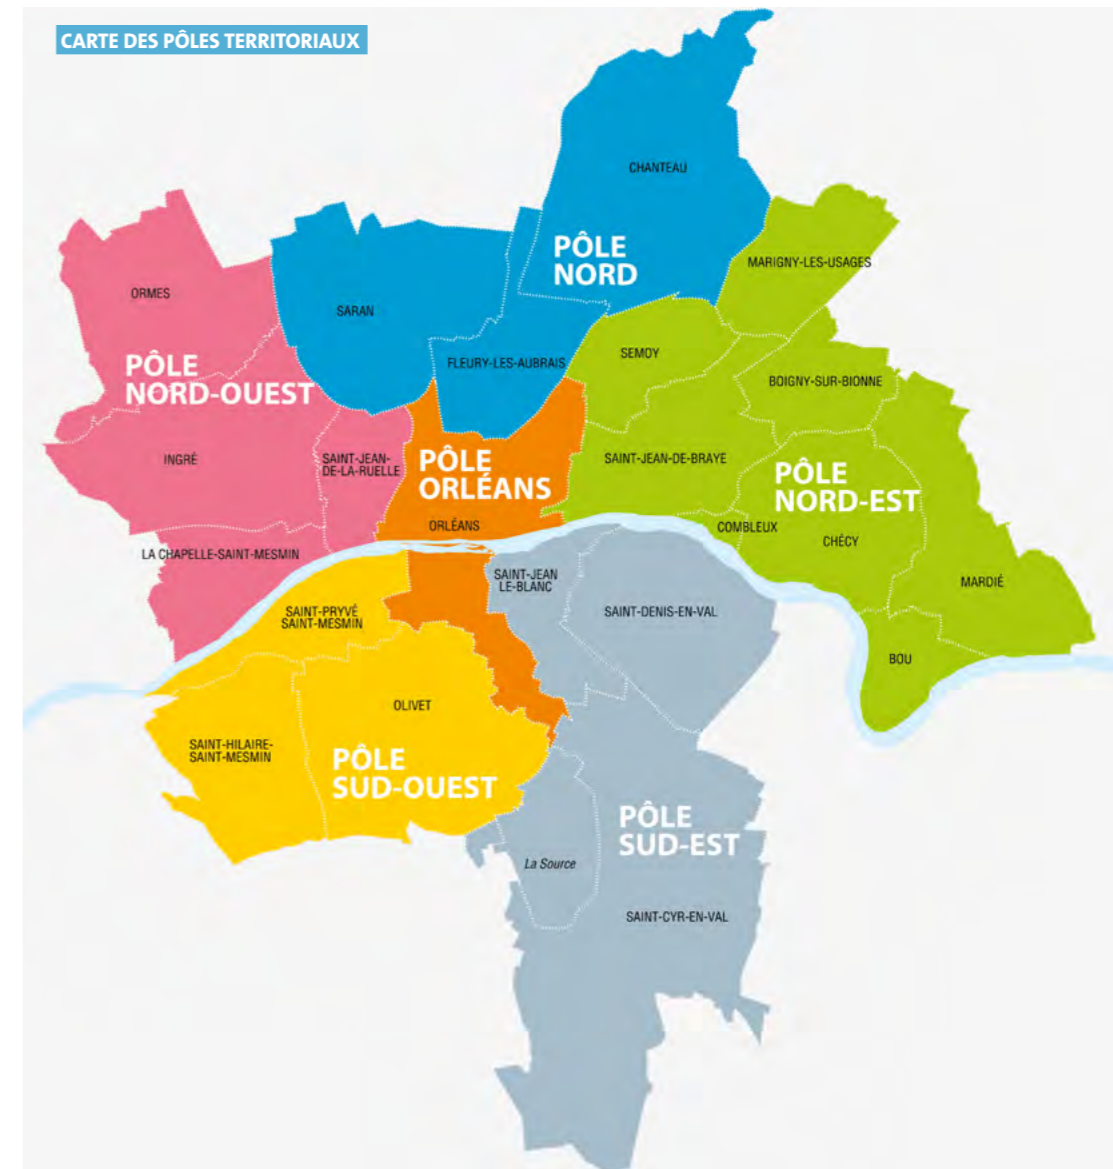 CARTE DES PÔLES TERRITORIAUX
CHANTEAU
PÔLE
NORD
MARIGNY-LES-USAGES
ORMES
SARAN
FLEURY-LES-AUBRAIS
SEMOY
BOIGNY-SUR-BIONNE
PÔLE
NORD-OUEST
INGRÉ
SAINT-JEAN-
DE-LA-RUELLE
PÔLE
ORLÉANS
ORLÉANS
SAINT-JEAN-DE-BRAYE
PÔLE
NORD-EST
COMBLEUX
CHÉCY
LA CHAPELLE-SAINT-MESMIN
MARDIÉ
SAINT-JEAN
LE-BLANC
SAINT-PRYVÉ
SAINT-MESMIN
SAINT-DENIS-EN-VAL
BOU
OLIVET
SAINT-HILAIRE-
SAINT-MESMIN
PÔLE
SUD-OUEST
PÔLE
SUD-EST
La Source
SAINT-CYR-EN-VAL